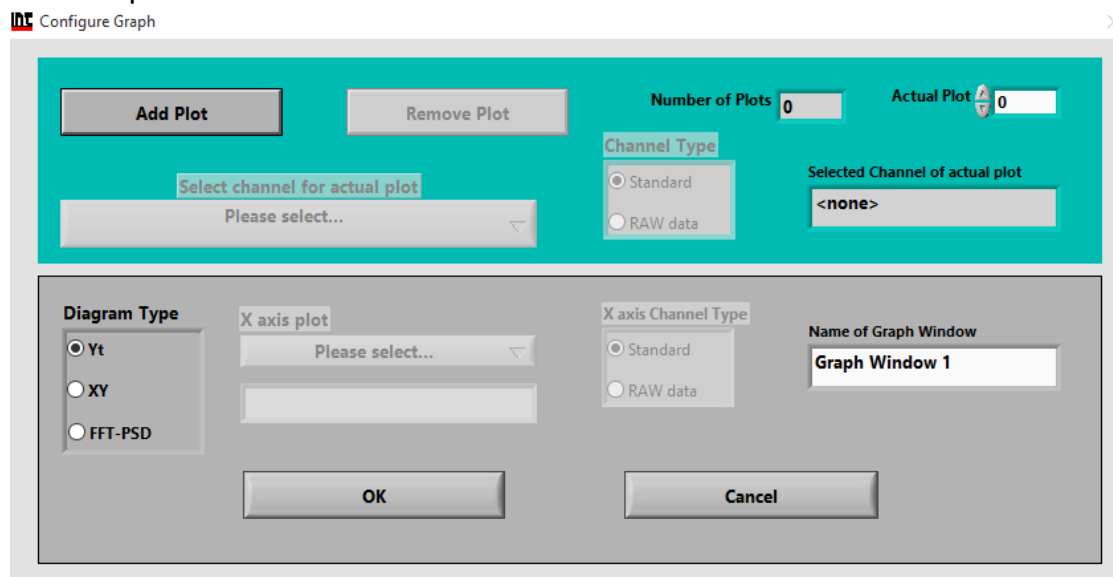 Configure Graph
Add Plot
Remove Plot
Number of Plots 0
Actual Plot 0
Channel Type
Standard
RAW data
Select channel for actual plot
Please select...
Selected Channel of actual plot
<none>
Diagram Type
Yt
XY
FFT-PSD
X axis plot
Please select...
X axis Channel Type
Standard
RAW data
Name of Graph Window
Graph Window 1
OK
Cancel